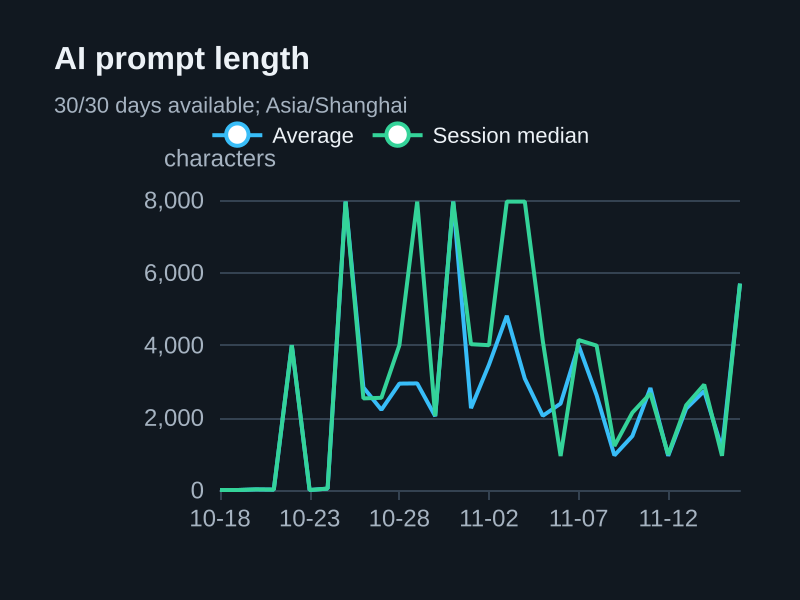 AI prompt length
30/30 days available; Asia/Shanghai
Average Session median
characters
8,000
6,000
4,000
2,000
0
10-18 10-23 10-28 11-02 11-07 11-12